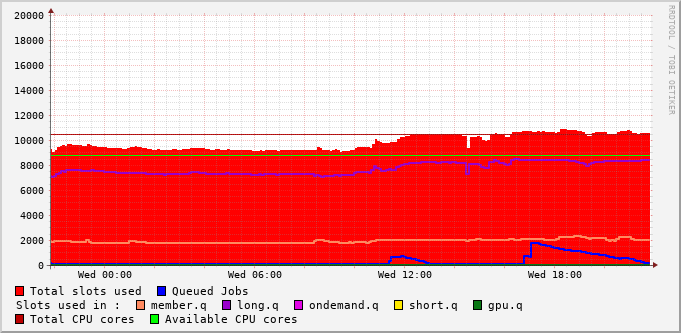 20000
18000
16000
14000
12000
10000
8000
6000
4000
2000
0
Wed 00:00 Wed 06:00 Wed 12:00 Wed 18:00
RRDTOOL / TOBI OETIKER
Total slots used Queued Jobs
Slots used in : member.q long.q ondemand.q short.q gpu.q
Total CPU cores Available CPU cores